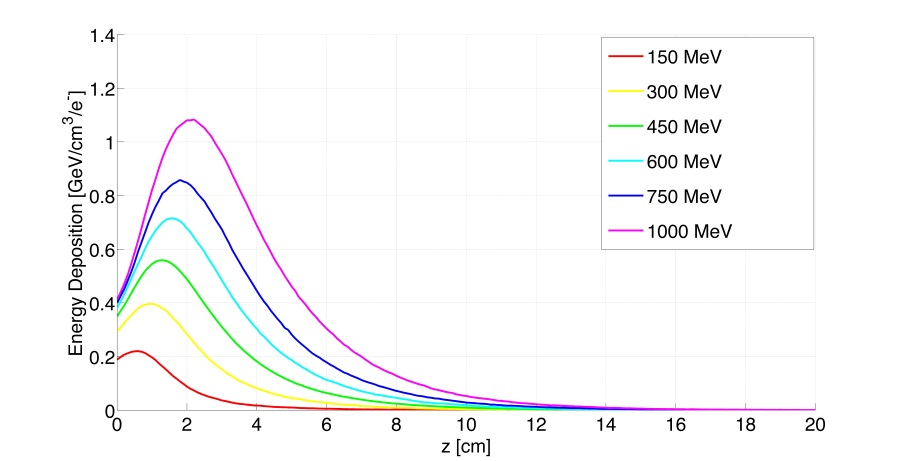 1.4
1.2
1
0.8
0.6
0.4
0.2
0
Energy Deposition [GeV/cm³/e⁻]
0 2 4 6 8 10 12 14 16 18 20
z [cm]
150 MeV
300 MeV
450 MeV
600 MeV
750 MeV
1000 MeV